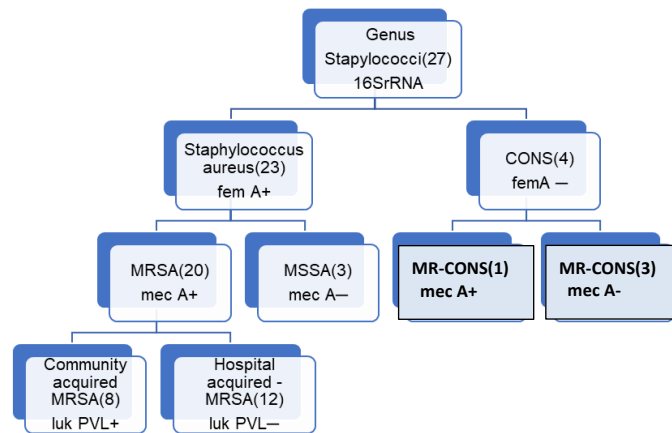 Genus
Stapylococci(27)
16SrRNA
Staphylococcus
aureus(23)
fem A+
CONS(4)
femA —
MRSA(20)
mec A+
MSSA(3)
mec A—
MR-CONS(1)
mec A+
MR-CONS(3)
mec A-
Community
acquired
MRSA(8)
luk PVL+
Hospital
acquired -
MRSA(12)
luk PVL—